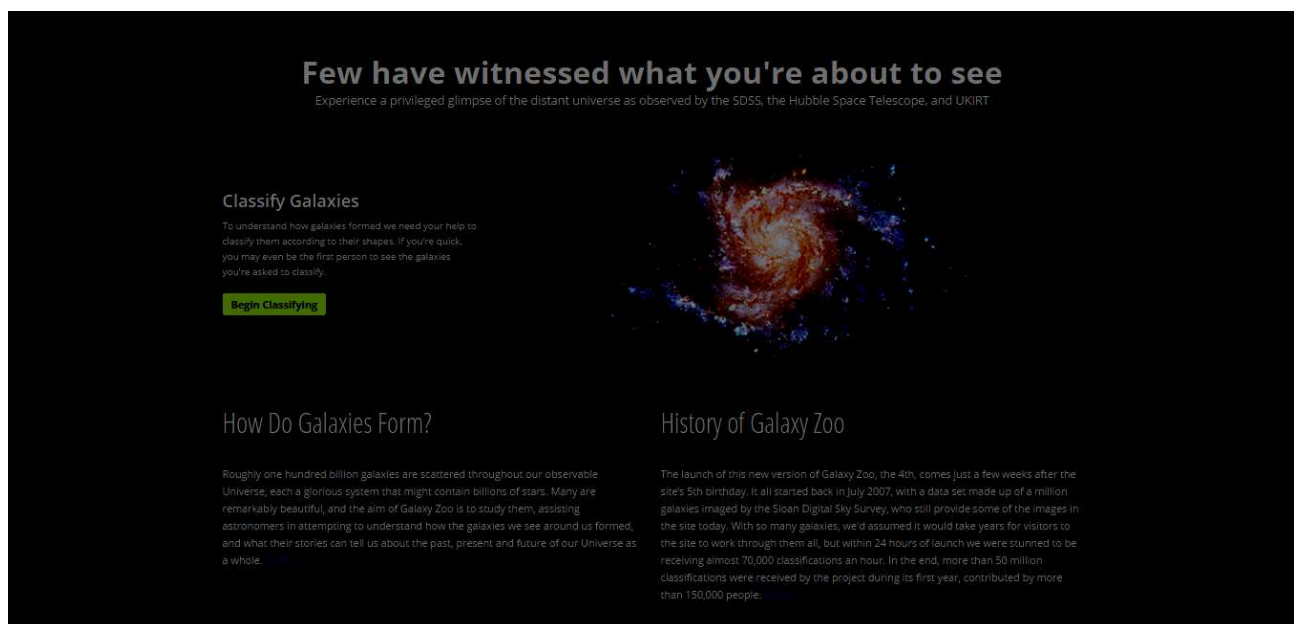 Few have witnessed what you're about to see
Experience a privileged glimpse of the distant universe as observed by the SDSS, the Hubble Space Telescope, and UKIRT
Classify Galaxies
To understand how galaxies formed we need your help to
classify them according to their shapes. If you're quick,
you may even be the first person to see the galaxies
you're asked to classify.
Begin Classifying
How Do Galaxies Form?
Roughly one hundred billion galaxies are scattered throughout our observable
Universe, each a glorious system that might contain billions of stars. Many are
remarkably beautiful, and the aim of Galaxy Zoo is to study them, assisting
astronomers in attempting to understand how the galaxies we see around us formed,
and what their stories can tell us about the past, present and future of our Universe as
a whole.
History of Galaxy Zoo
The launch of this new version of Galaxy Zoo, the 4th, comes just a few weeks after the
site's 5th birthday. It all started back in July 2007, with a data set made up of a million
galaxies imaged by the Sloan Digital Sky Survey, who still provide some of the images in
the site today. With so many galaxies, we'd assumed it would take years for visitors to
the site to work through them all, but within 24 hours of launch we were stunned to be
receiving almost 70,000 classifications an hour. In the end, more than 50 million
classifications were received by the project during its first year, contributed by more
than 150,000 people.